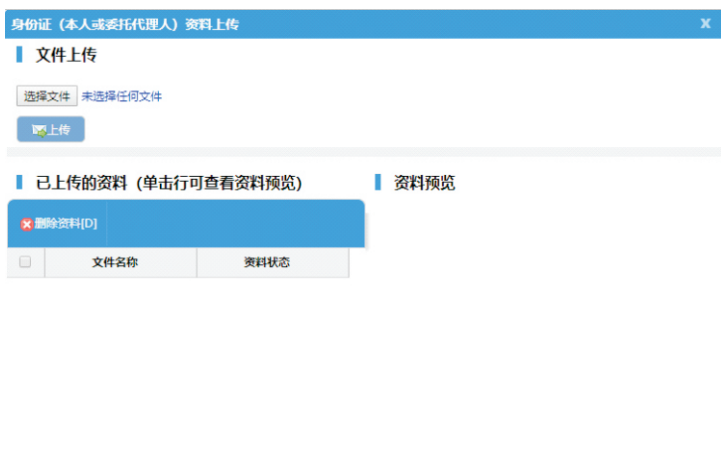 身份证（本人或委托代理人）资料上传 X
文件上传
选择文件 未选择任何文件
上传
已上传的资料（单击行可查看资料预览）
资料预览
删除资料[D]
文件名称 资料状态